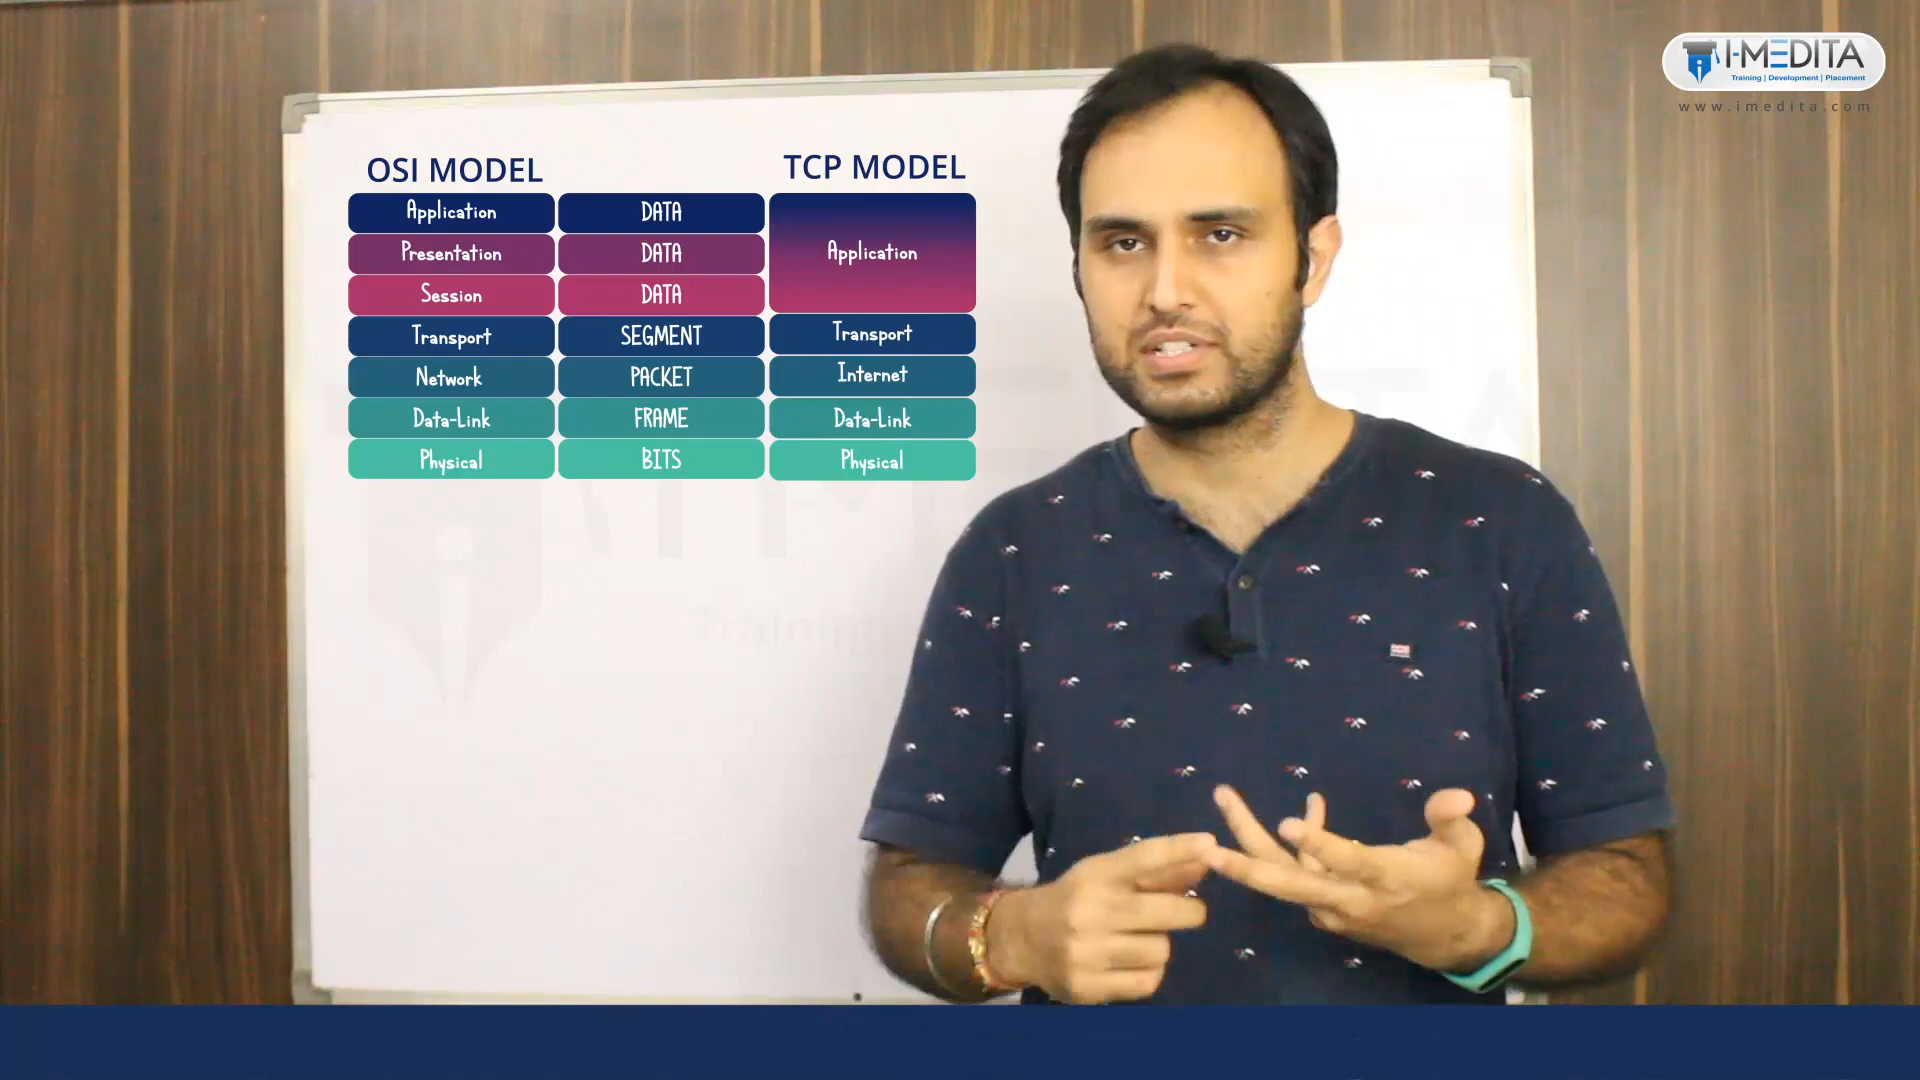 I-MEDITA
Training | Development | Placement
www.imedita.com
OSI MODEL
TCP MODEL
Application DATA Application
Presentation DATA
Session DATA
Transport SEGMENT Transport
Network PACKET Internet
Data-Link FRAME Data-Link
Physical BITS Physical
Training